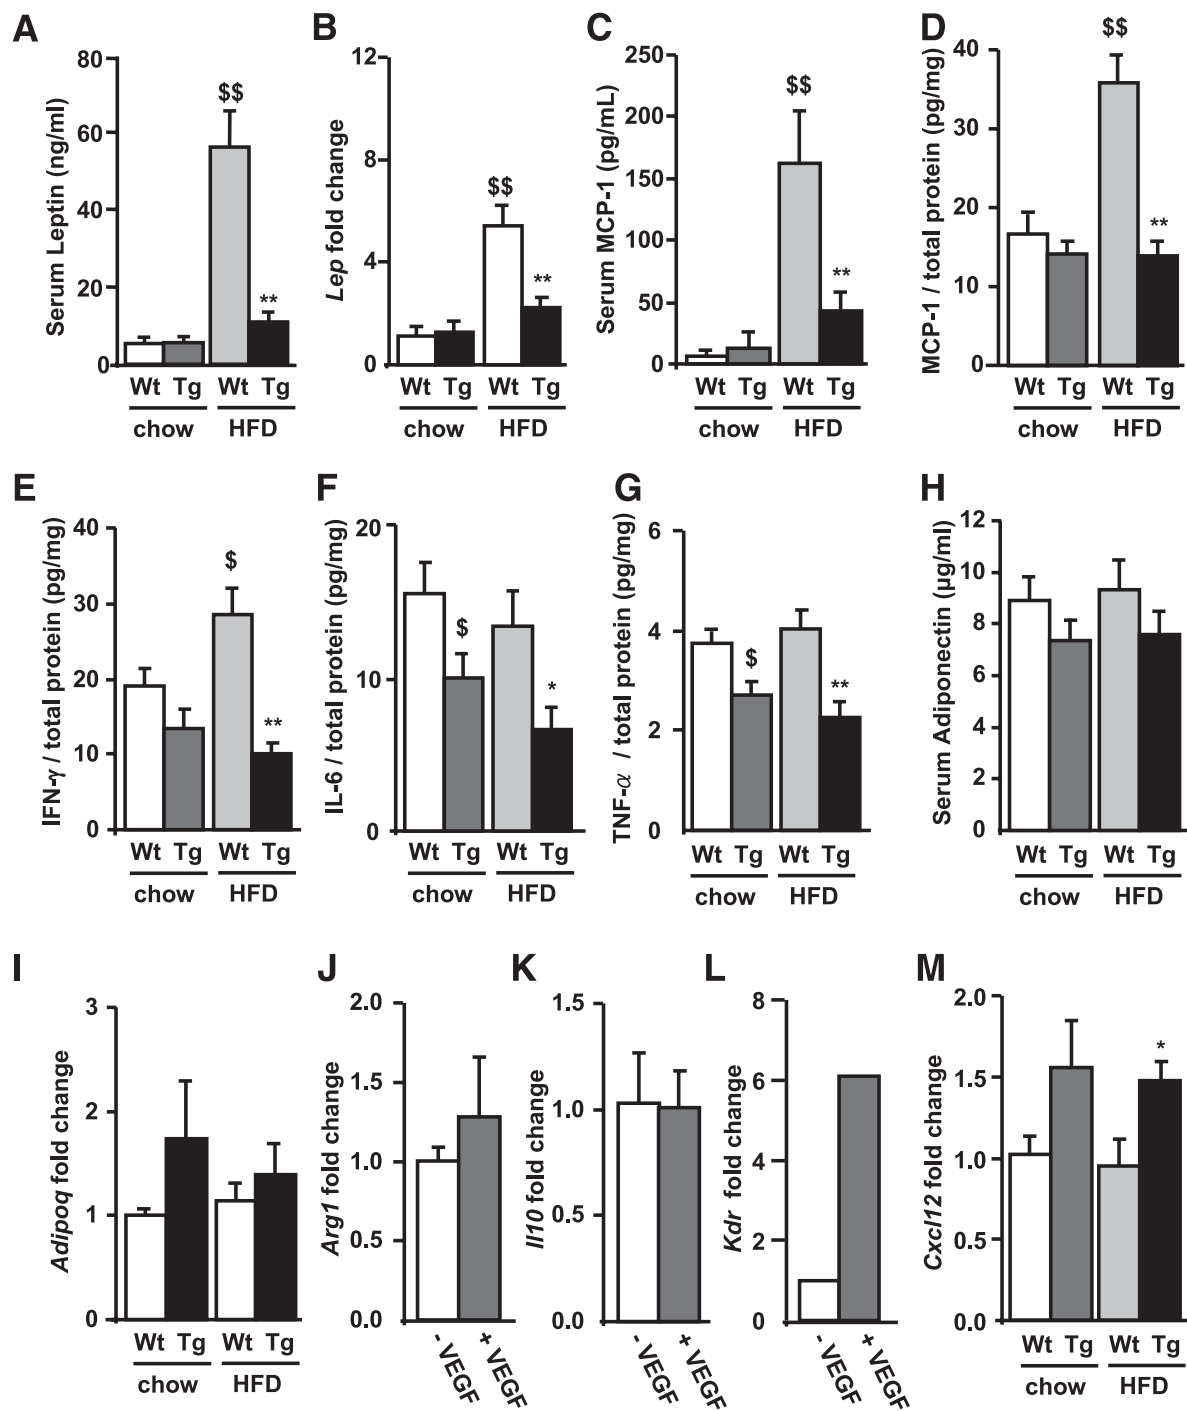 A
Serum Leptin (ng/ml)
80
60
40
20
0
$$
**
Wt Tg Wt Tg
chow HFD
B
Lep fold change
12
8
4
0
$$
**
Wt Tg Wt Tg
chow HFD
C
Serum MCP-1 (pg/mL)
250
200
150
100
50
0
$$
**
Wt Tg Wt Tg
chow HFD
D
MCP-1 / total protein (pg/mg)
40
30
20
10
0
$$
**
Wt Tg Wt Tg
chow HFD
E
IFN-γ / total protein (pg/mg)
40
30
20
10
0
$
**
Wt Tg Wt Tg
chow HFD
F
IL-6 / total protein (pg/mg)
20
10
0
$
*
Wt Tg Wt Tg
chow HFD
G
TNF-α / total protein (pg/mg)
6
4
2
0
$
**
Wt Tg Wt Tg
chow HFD
H
Serum Adiponectin (µg/ml)
12
10
8
6
4
2
0
Wt Tg Wt Tg
chow HFD
I
Adipoq fold change
3
2
1
0
Wt Tg Wt Tg
chow HFD
J
Arg1 fold change
2.0
1.5
1.0
0.5
0.0
- VEGF
+ VEGF
K
Il10 fold change
1.5
1.0
0.5
0.0
- VEGF
+ VEGF
L
Kdr fold change
8
6
4
2
0
- VEGF
+ VEGF
M
Cxcl12 fold change
2.0
1.5
1.0
0.5
0.0
*
Wt Tg Wt Tg
chow HFD